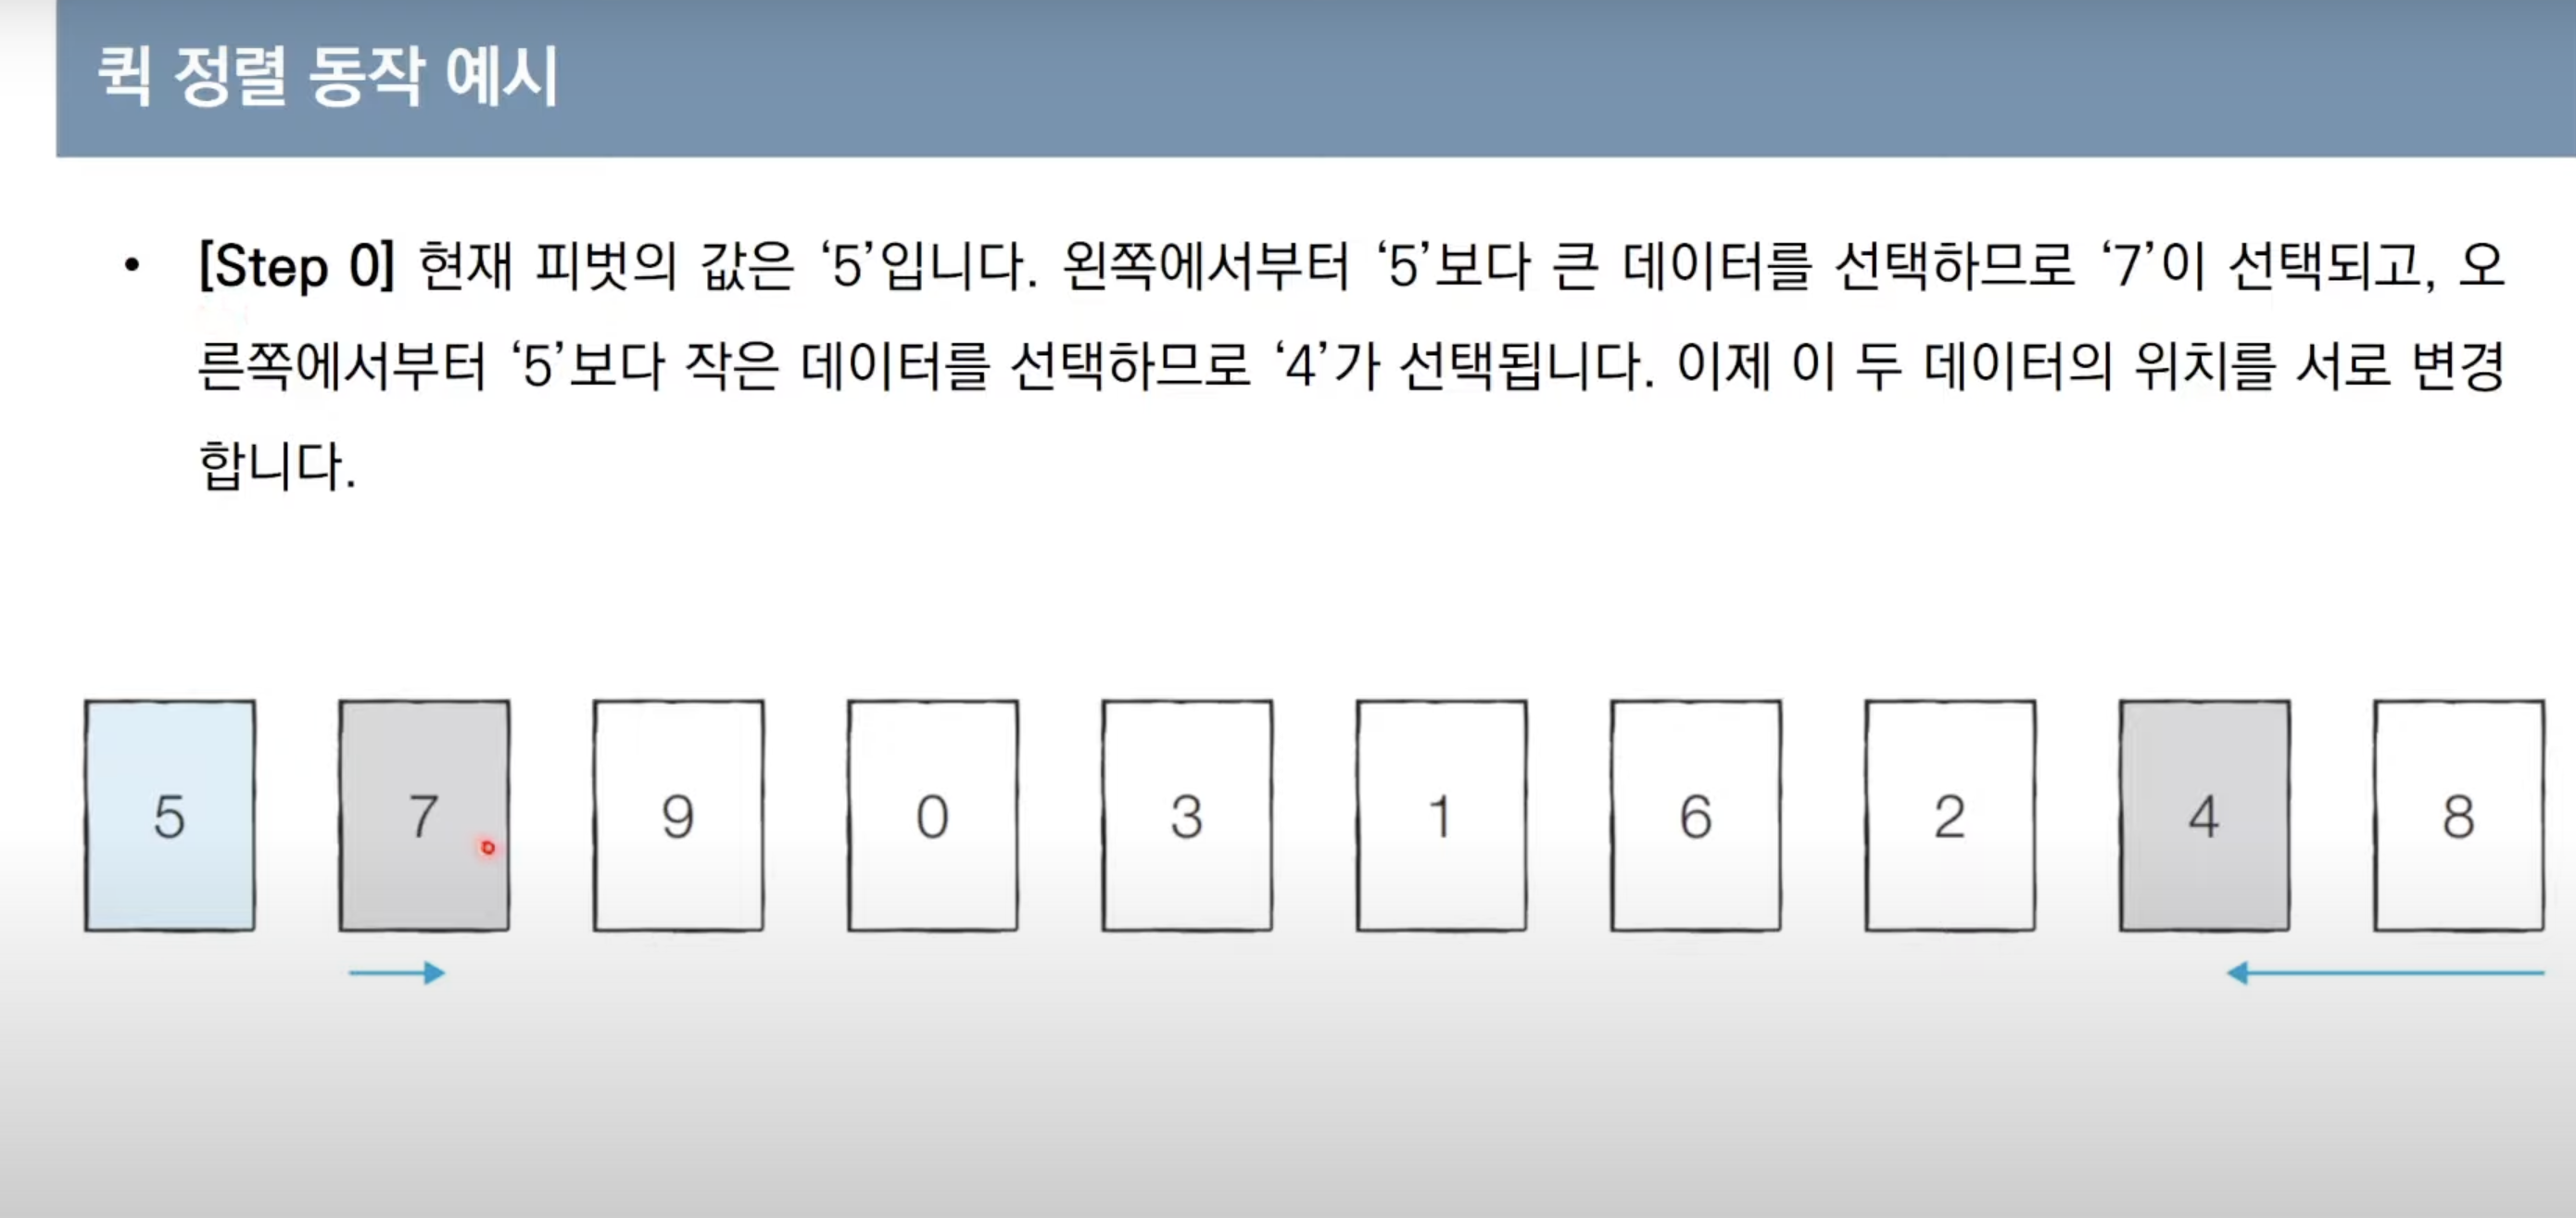 퀵 정렬 동작 예시
• [Step 0] 현재 피벗의 값은 ‘5’입니다. 왼쪽에서부터 ‘5’보다 큰 데이터를 선택하므로 ‘7’이 선택되고, 오
른쪽에서부터 ‘5’보다 작은 데이터를 선택하므로 ‘4’가 선택됩니다. 이제 이 두 데이터의 위치를 서로 변경
합니다.
5 7 9 0 3 1 6 2 4 8